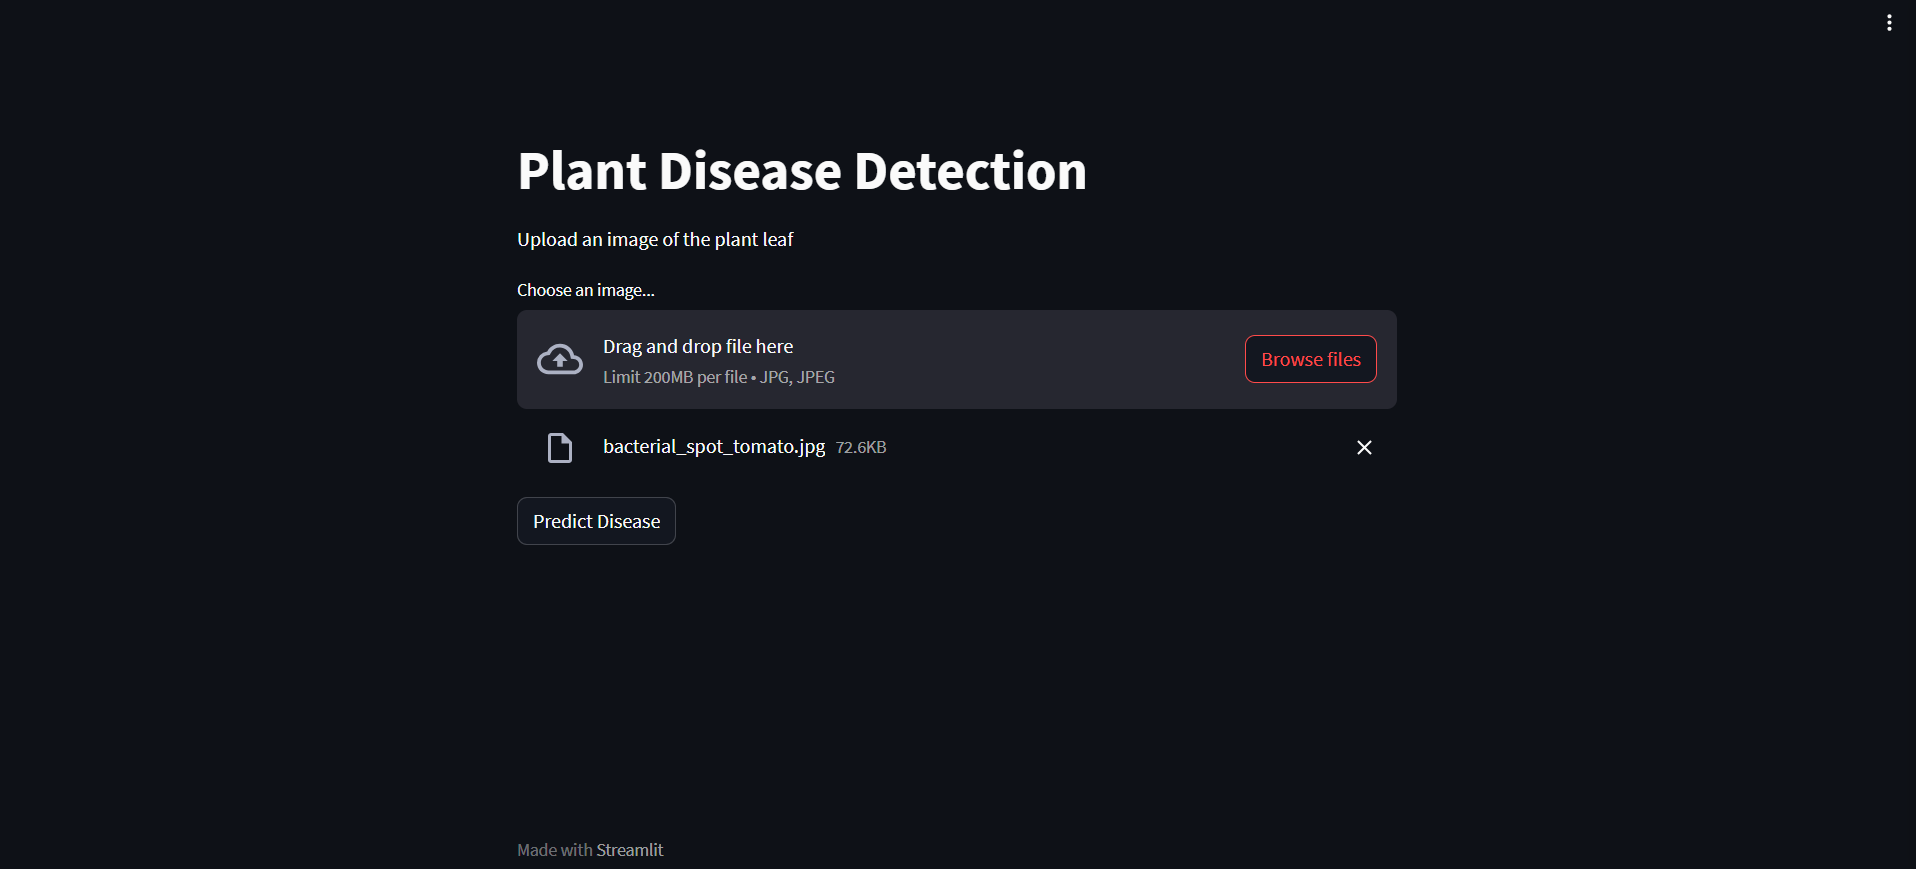 Plant Disease Detection
Upload an image of the plant leaf
Choose an image...
Drag and drop file here
Limit 200MB per file • JPG, JPEG
Browse files
bacterial_spot_tomato.jpg 72.6KB
Predict Disease
Made with Streamlit